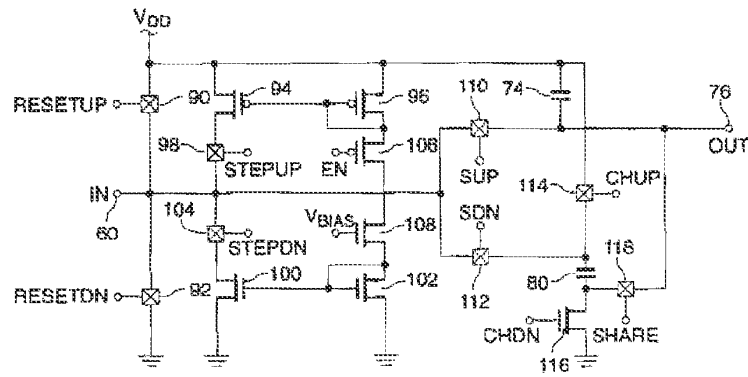 VDD
RESETUP
90
94
96
110
74
76
OUT
98
STEPUP
EN
106
SUP
114
CHUP
IN
60
104
STEPDN
VBIAS
108
SDN
112
80
118
RESETDN
92
100
102
CHDN
116
SHARE